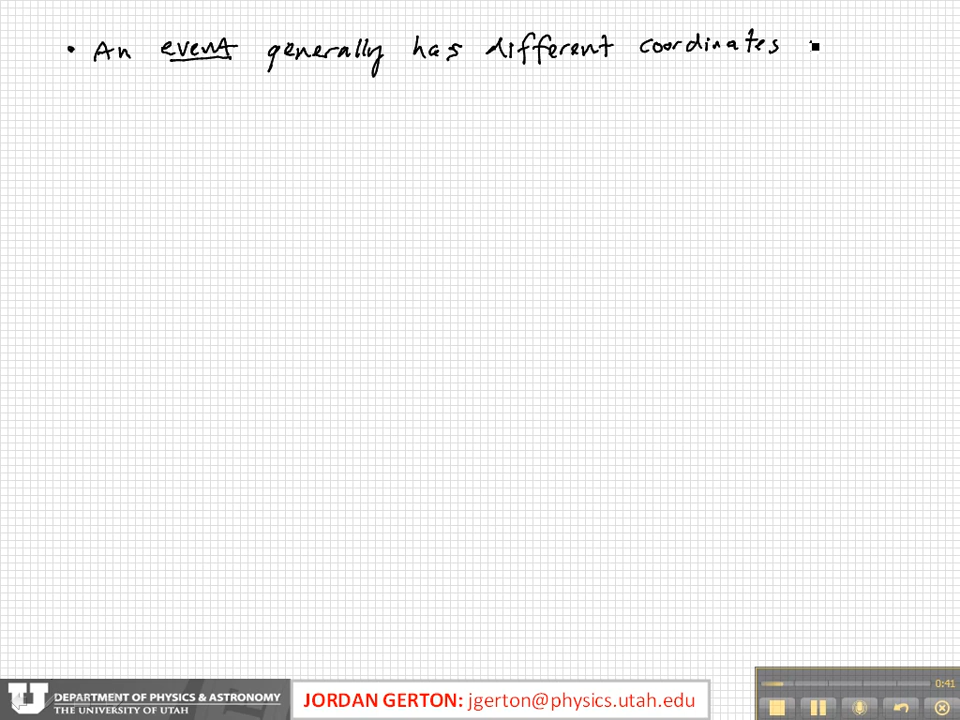 • An event generally has different coordinates
U
DEPARTMENT OF PHYSICS & ASTRONOMY
THE UNIVERSITY OF UTAH
JORDAN GERTON: jgerton@physics.utah.edu
0:41